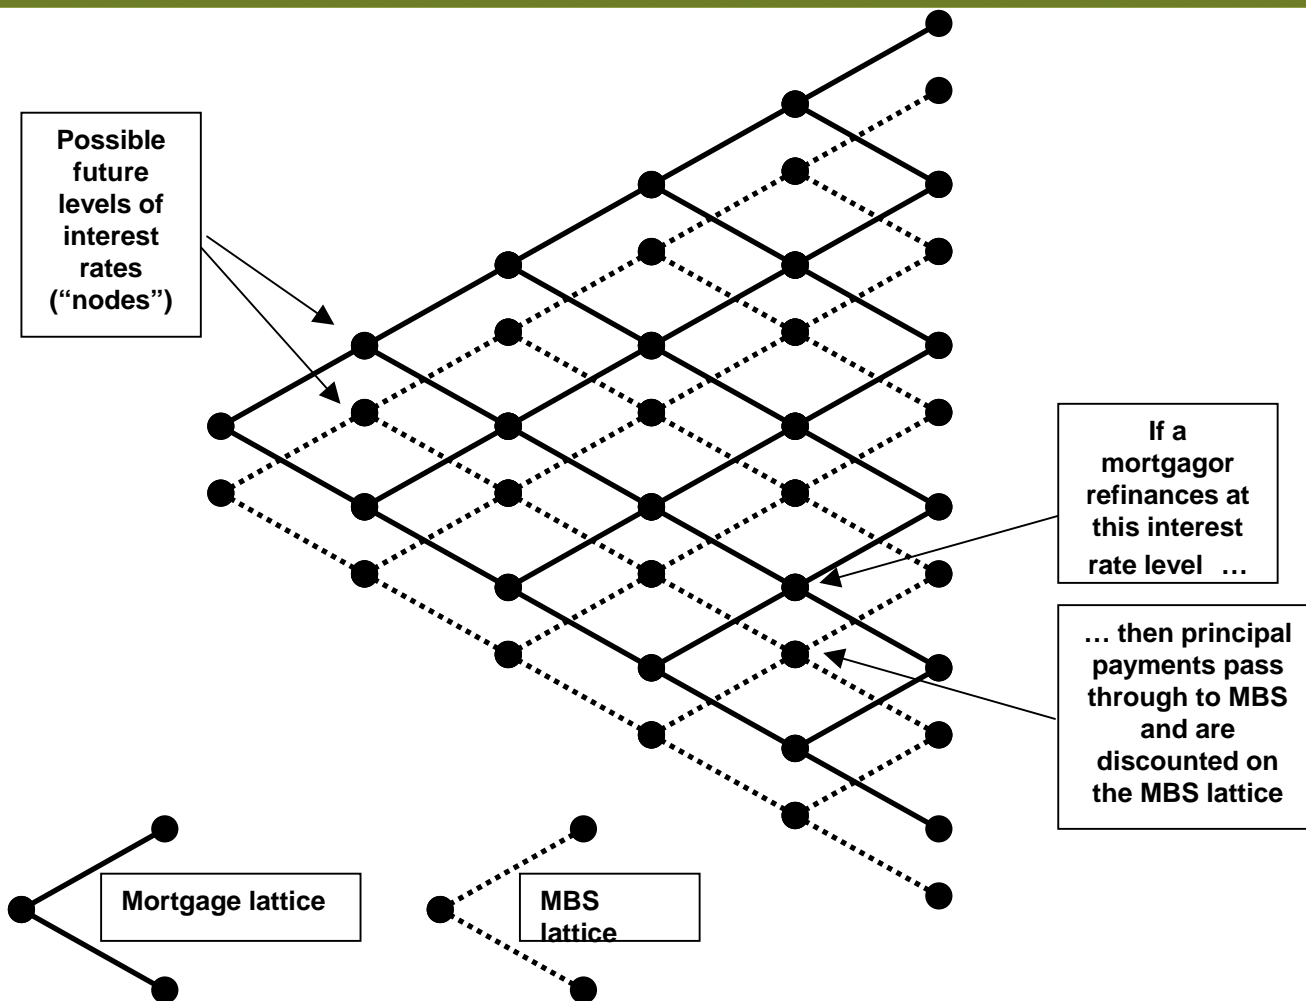 Possible
future
levels of
interest
rates
(“nodes”)
If a
mortgagor
refinances at
this interest
rate level …
… then principal
payments pass
through to MBS
and are
discounted on
the MBS lattice
Mortgage lattice
MBS
lattice